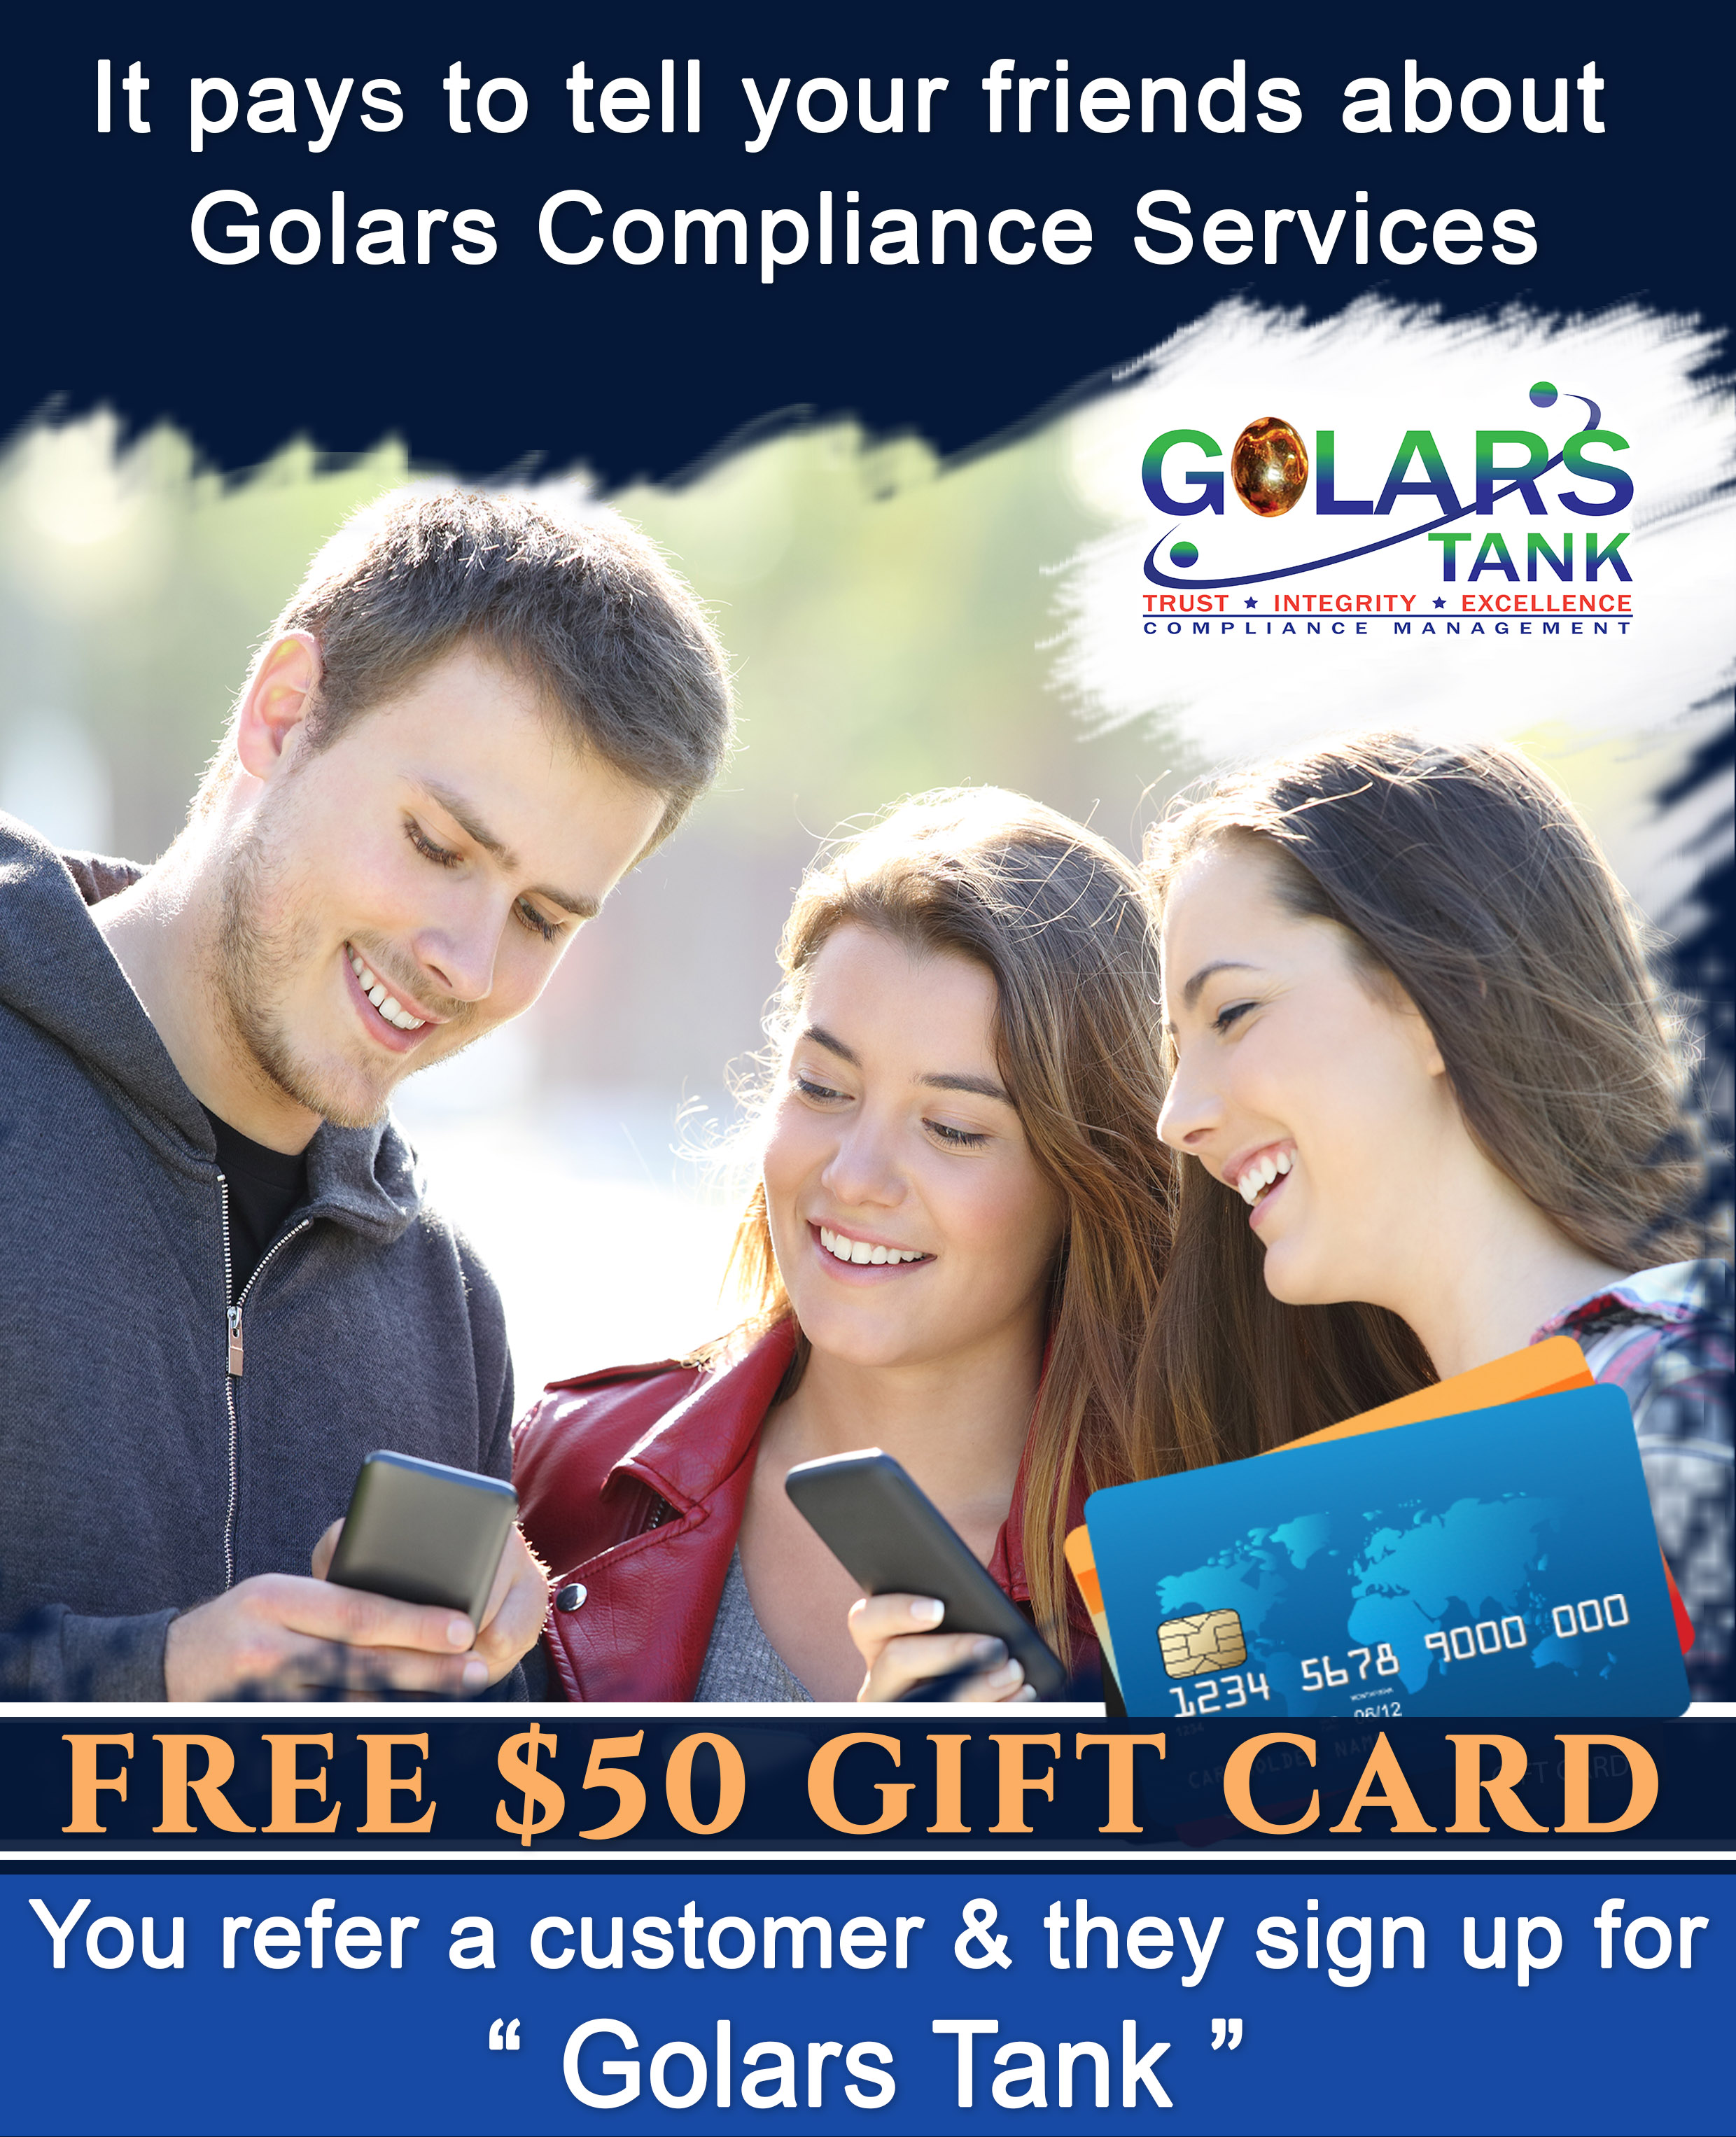 It pays to tell your friends about
Golars Compliance Services
GOLARS
TANK
TRUST ★ INTEGRITY ★ EXCELLENCE
COMPLIANCE MANAGEMENT
1234 5678 9000 000
06/12
FREE $50 GIFT CARD
You refer a customer & they sign up for
“ Golars Tank ”